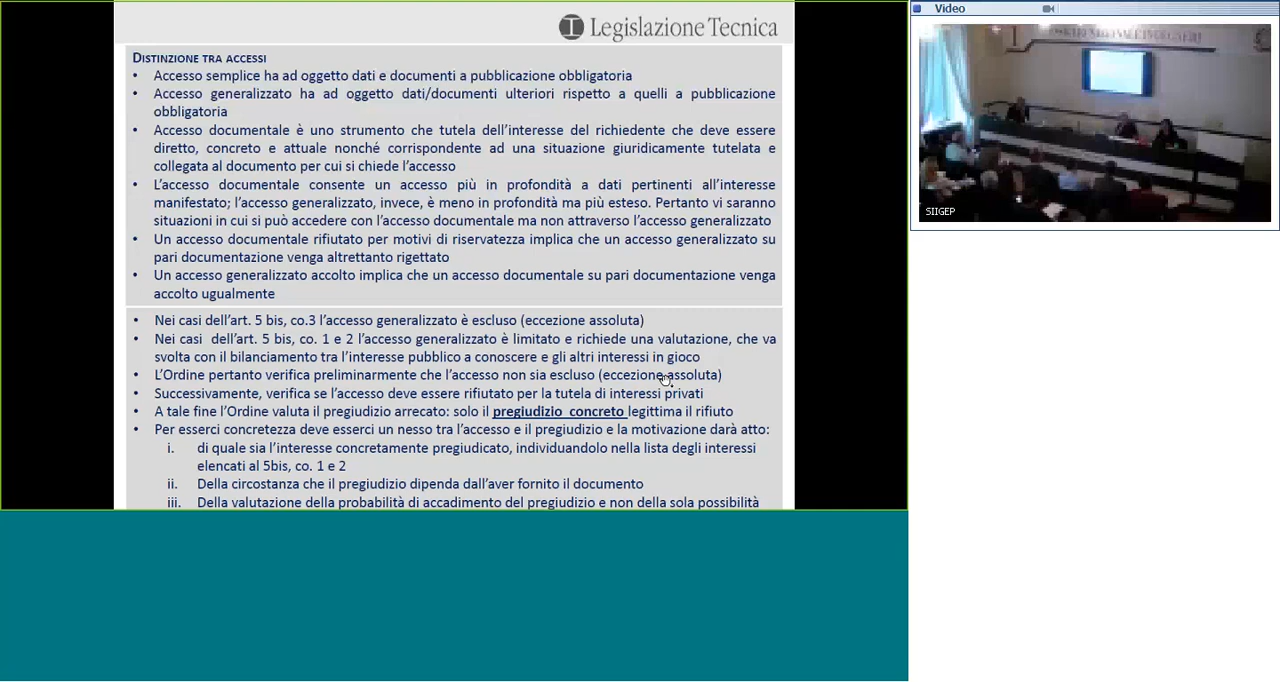 Legislazione Tecnica
DISTINZIONE TRA ACCESSI
• Accesso semplice ha ad oggetto dati e documenti a pubblicazione obbligatoria
• Accesso generalizzato ha ad oggetto dati/documenti ulteriori rispetto a quelli a pubblicazione
obbligatoria
• Accesso documentale è uno strumento che tutela dell'interesse del richiedente che deve essere
diretto, concreto e attuale nonché corrispondente ad una situazione giuridicamente tutelata e
collegata al documento per cui si chiede l'accesso
• L'accesso documentale consente un accesso più in profondità a dati pertinenti all'interesse
manifestato; l'accesso generalizzato, invece, è meno in profondità ma più esteso. Pertanto vi saranno
situazioni in cui si può accedere con l'accesso documentale ma non attraverso l'accesso generalizzato
• Un accesso documentale rifiutato per motivi di riservatezza implica che un accesso generalizzato su
pari documentazione venga altrettanto rigettato
• Un accesso generalizzato accolto implica che un accesso documentale su pari documentazione venga
accolto ugualmente
• Nei casi dell'art. 5 bis, co.3 l'accesso generalizzato è escluso (eccezione assoluta)
• Nei casi dell'art. 5 bis, co. 1 e 2 l'accesso generalizzato è limitato e richiede una valutazione, che va
svolta con il bilanciamento tra l'interesse pubblico a conoscere e gli altri interessi in gioco
• L'Ordine pertanto verifica preliminarmente che l'accesso non sia escluso (eccezione assoluta)
• Successivamente, verifica se l'accesso deve essere rifiutato per la tutela di interessi privati
• A tale fine l'Ordine valuta il pregiudizio arrecato: solo il pregiudizio concreto legittima il rifiuto
• Per esserci concretezza deve esserci un nesso tra l'accesso e il pregiudizio e la motivazione darà atto:
i. di quale sia l'interesse concretamente pregiudicato, individuandolo nella lista degli interessi
elencati al 5bis, co. 1 e 2
ii. Della circostanza che il pregiudizio dipenda dall'aver fornito il documento
iii. Della valutazione della probabilità di accadimento del pregiudizio e non della sola possibilità
Video
SIIGEP